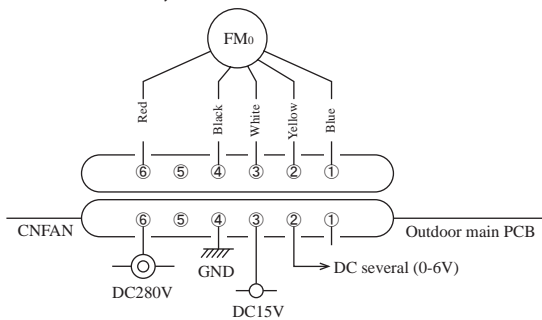 FM0
Red
Black
White
Yellow
Blue
⑥ ⑤ ④ ③ ② ①
⑥ ⑤ ④ ③ ② ①
CNFAN
Outdoor main PCB
GND
DC several (0-6V)
DC280V
DC15V